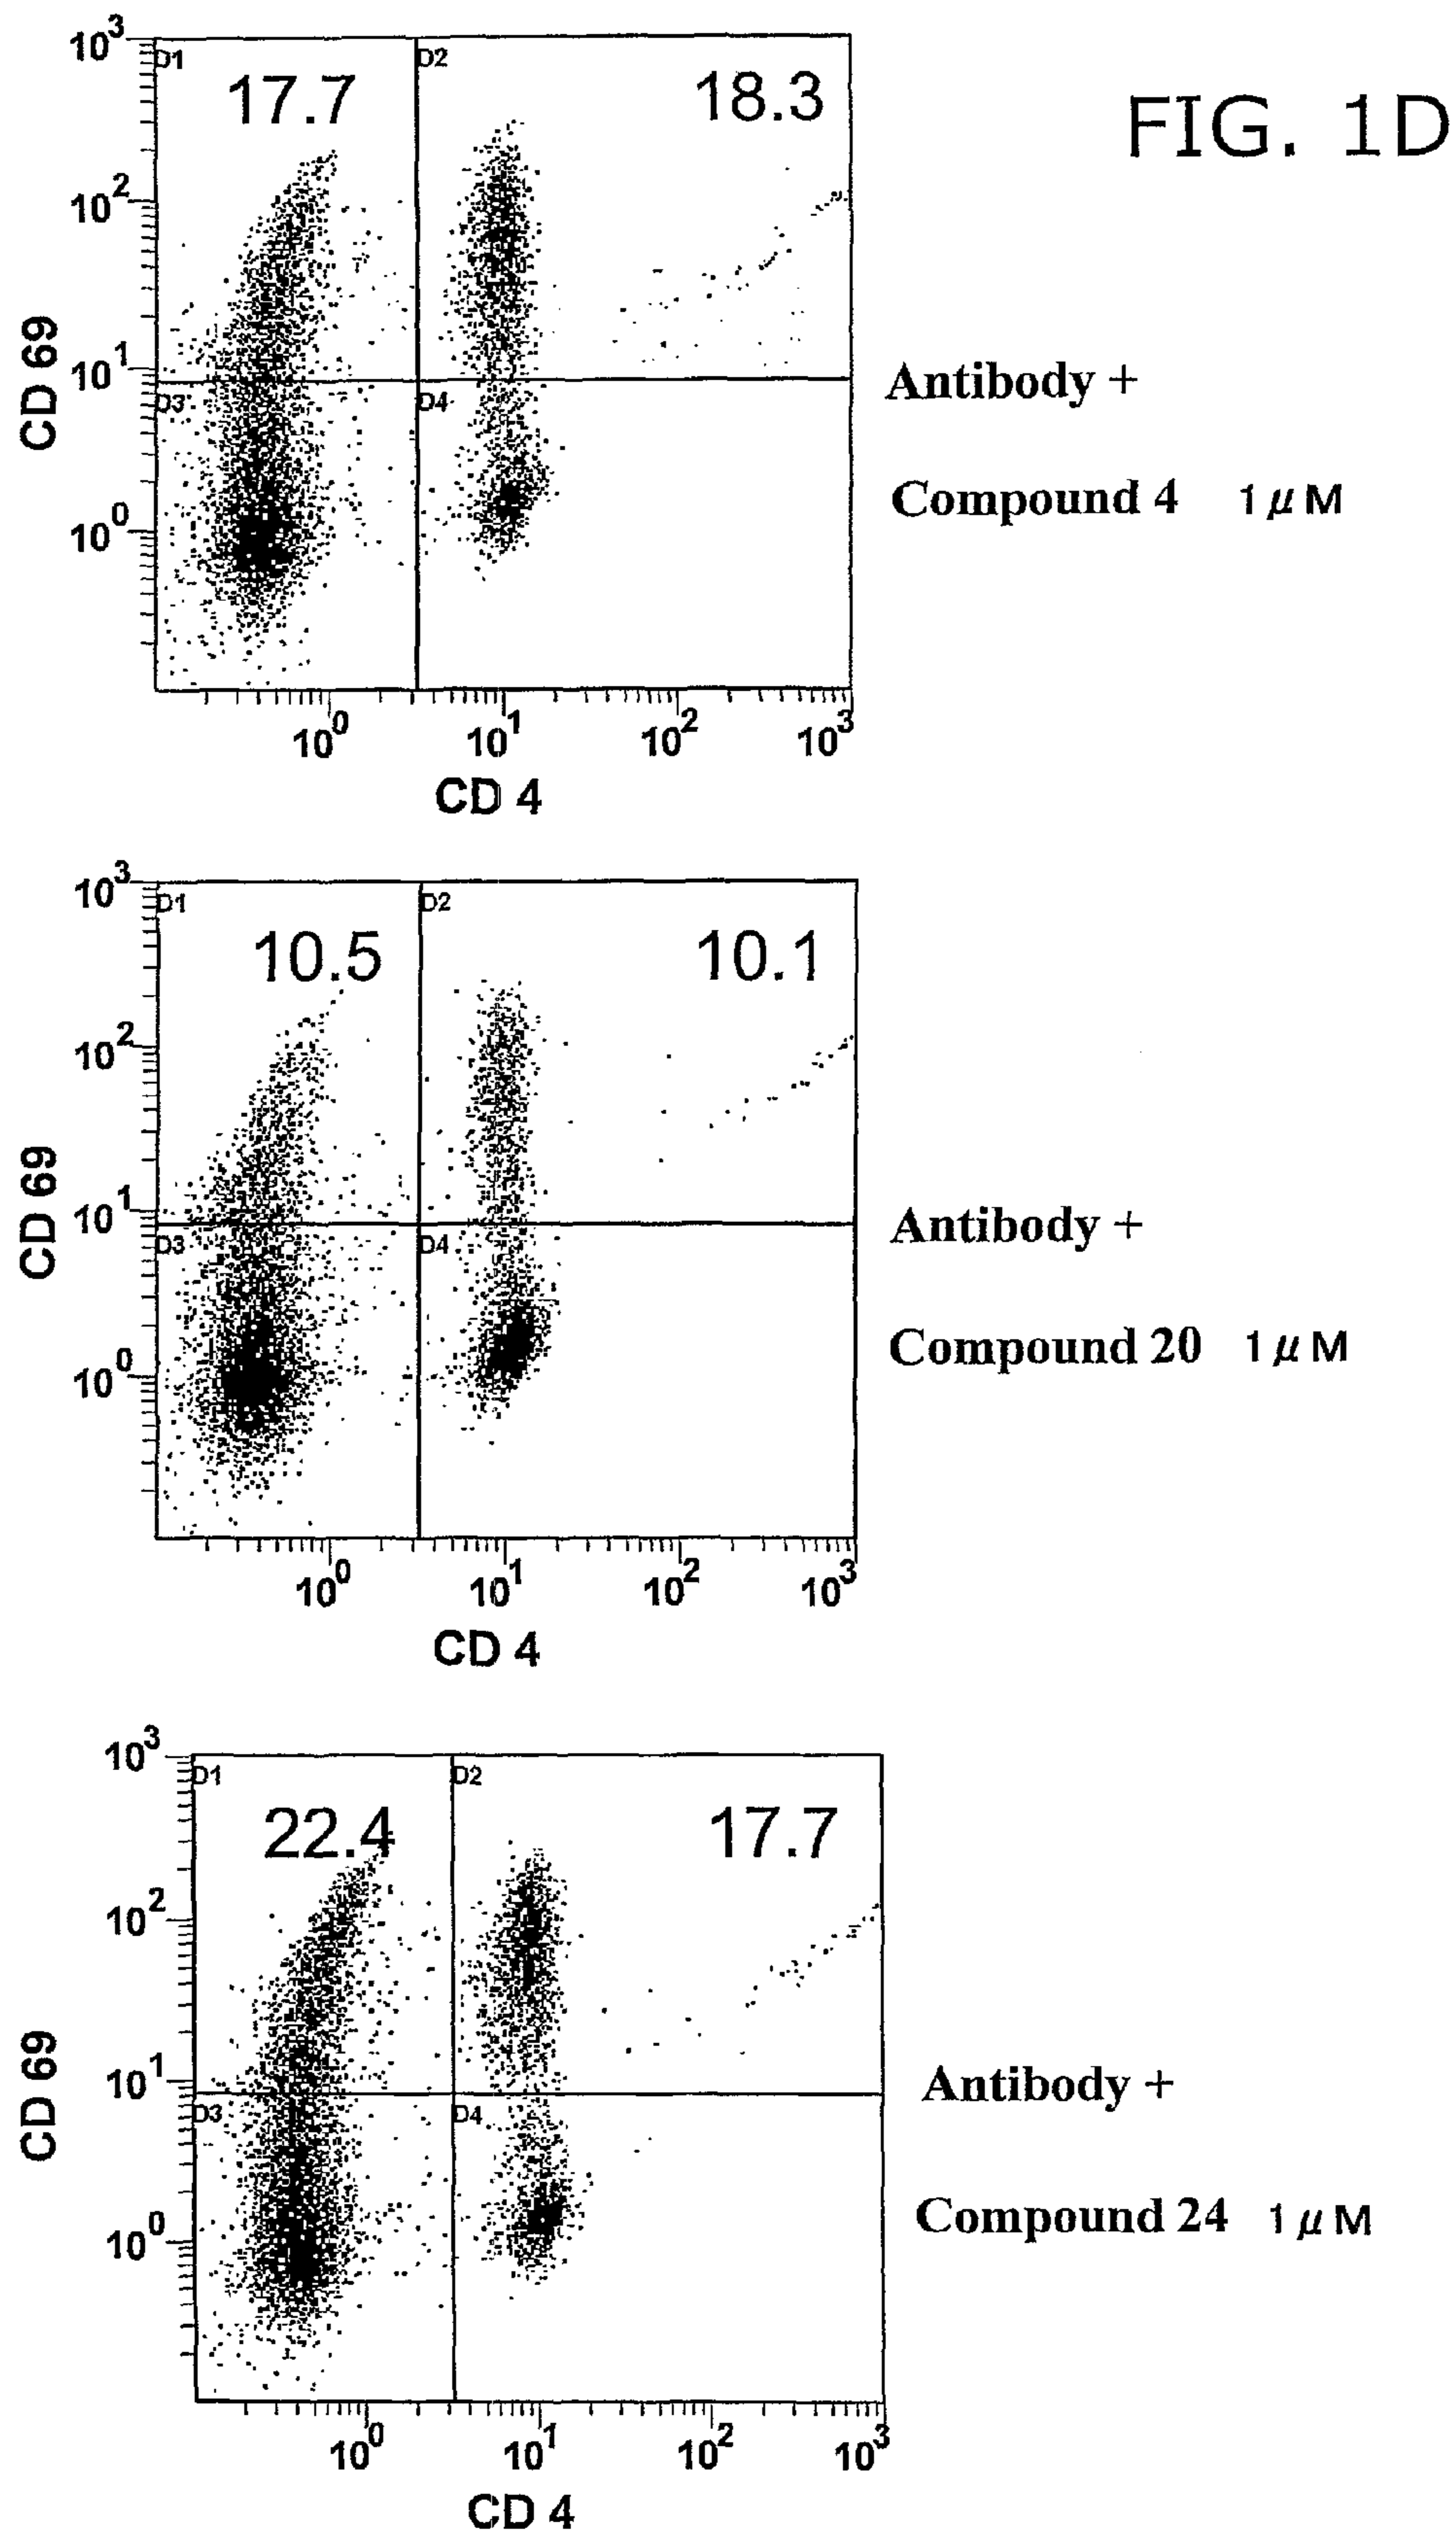 FIG. 1D
10³
D1
D2
17.7
18.3
10²
CD 69
10¹
D3
D4
10⁰
10⁰
10¹
10²
10³
CD 4
Antibody +
Compound 4 1 μM
10³
D1
D2
10.5
10.1
10²
CD 69
10¹
D3
D4
10⁰
10⁰
10¹
10²
10³
CD 4
Antibody +
Compound 20 1 μM
10³
D1
D2
22.4
17.7
10²
CD 69
10¹
D3
D4
10⁰
10⁰
10¹
10²
10³
CD 4
Antibody +
Compound 24 1 μM